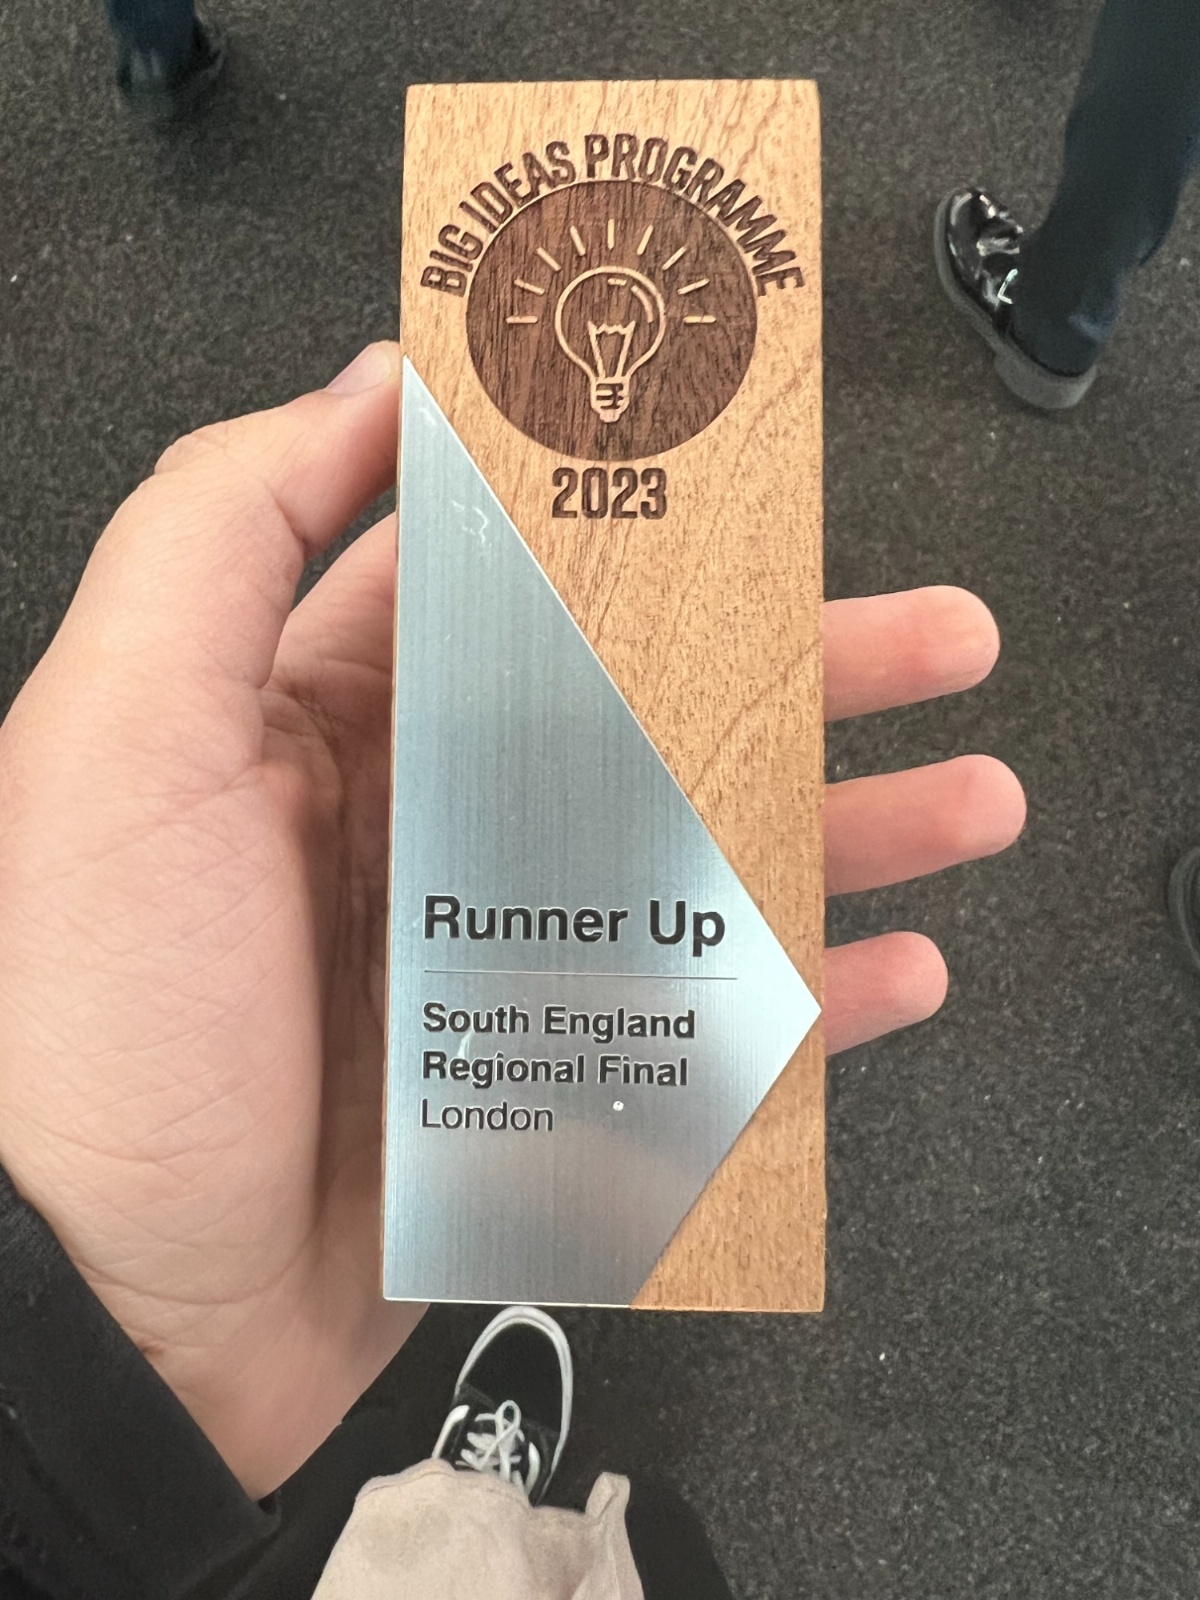 BIG IDEAS PROGRAMME
2023
Runner Up
South England
Regional Final
London